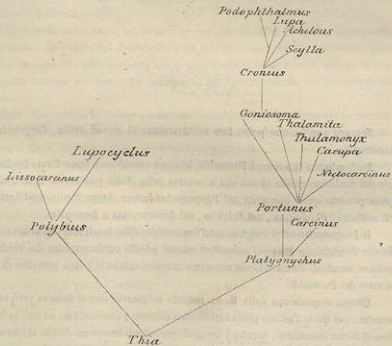 Podophthalmus
Lupa
Achelous
Scylla
Cronius
Goniosoma
Thalamita
Thalamonyx
Lupocyclus
Carupa
Lissocarcinus
Nectocarcinus
Portunus
Carcinus
Polybius
Platyonychus
Thia